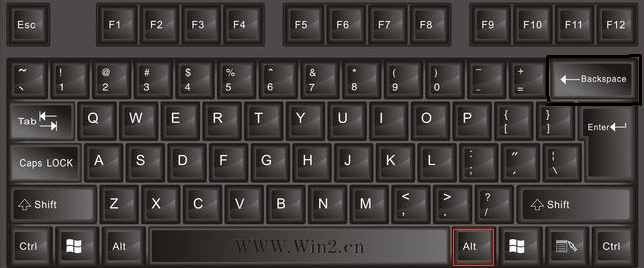 Esc F1 F2 F3 F4 F5 F6 F7 F8 F9 F10 F11 F12
~ ! @ # $ % ^ & * ( ) _ +
` 1 2 3 4 5 6 7 8 9 0 - = ←Backspace
Tab Q W E R T Y U I O P { [ } ] Enter
Caps LOCK A S D F G H J K L : ; " , | \
Shift Z X C V B N M < , > . ? / Shift
Ctrl Alt WWW.Win2.cn Alt Ctrl